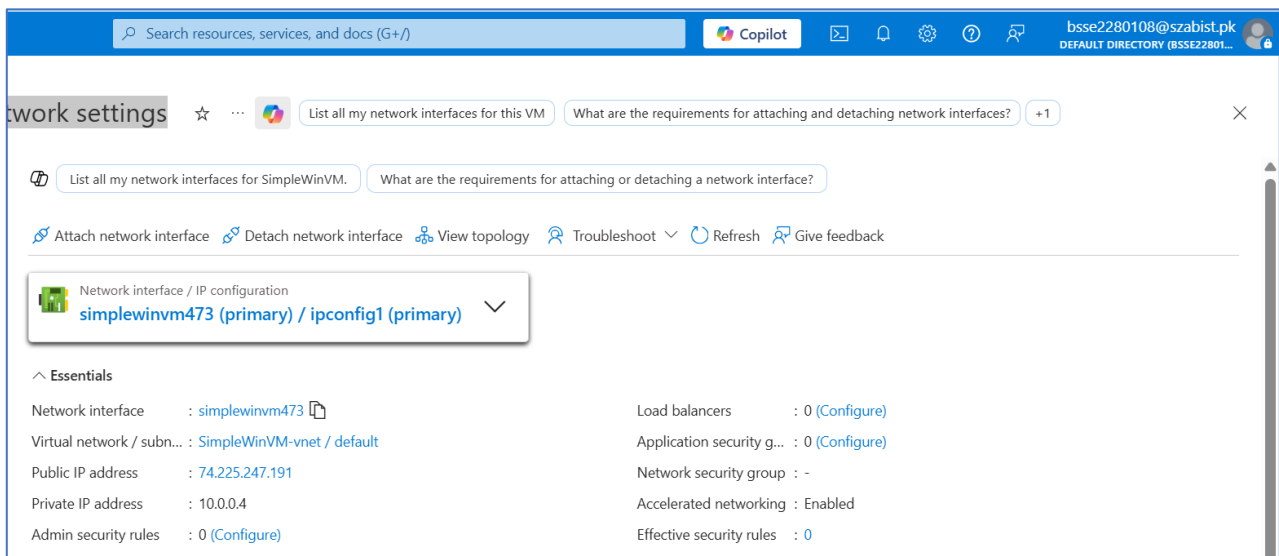 Search resources, services, and docs (G+/)
Copilot
bsse2280108@szabist.pk
DEFAULT DIRECTORY (BSSE22801...
twork settings
...
List all my network interfaces for this VM
What are the requirements for attaching and detaching network interfaces?
+1
List all my network interfaces for SimpleWinVM.
What are the requirements for attaching or detaching a network interface?
Attach network interface
Detach network interface
View topology
Troubleshoot
Refresh
Give feedback
Network interface / IP configuration
simplewinvm473 (primary) / ipconfig1 (primary)
Essentials
Network interface : simplewinvm473
Virtual network / subn... : SimpleWinVM-vnet / default
Public IP address : 74.225.247.191
Private IP address : 10.0.0.4
Admin security rules : 0 (Configure)
Load balancers : 0 (Configure)
Application security g... : 0 (Configure)
Network security group : -
Accelerated networking : Enabled
Effective security rules : 0